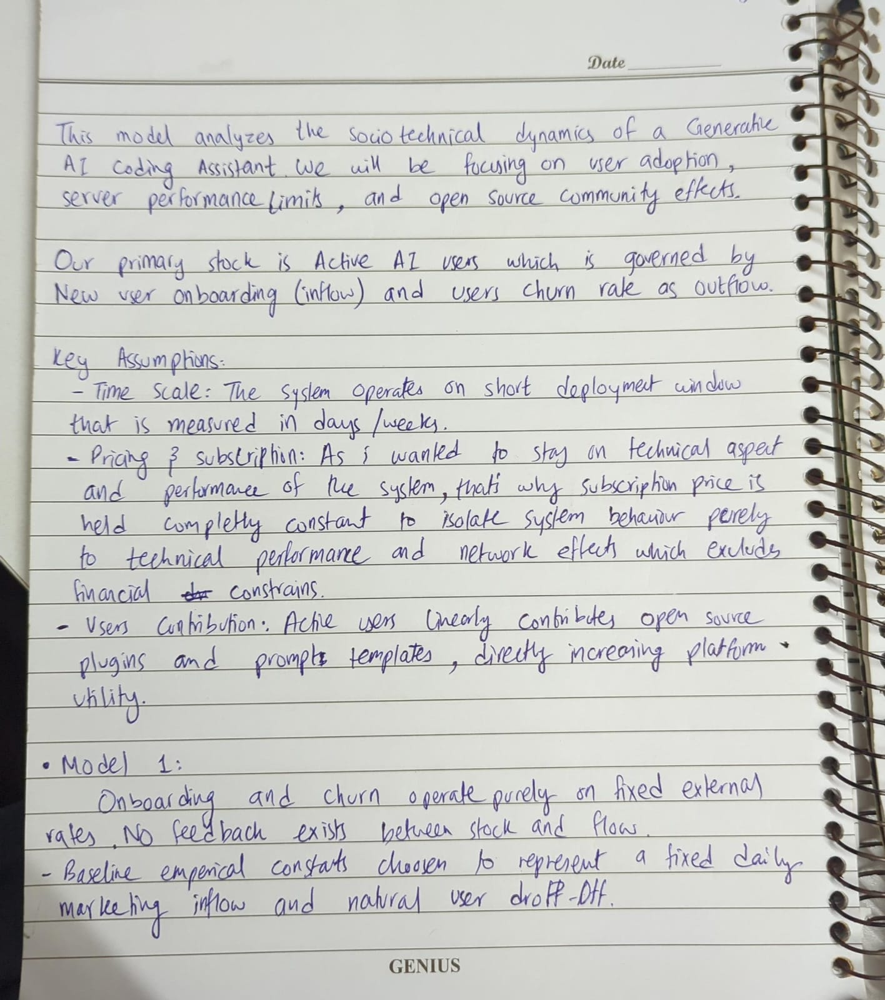 Date
This model analyzes the sociotechnical dynamics of a Generative
AI Coding Assistant. We will be focusing on user adoption,
server performance limits, and open source community effects.
Our primary stock is Active AI users which is governed by
New user onboarding (inflow) and users churn rate as outflow.
Key Assumptions:
- Time Scale: The system operates on short deployment window
that is measured in days/weeks.
- Pricing & subscription: As i wanted to stay on technical aspect
and performance of the system, that's why subscription price is
held completly constant to isolate system behaviour perely
to technical performance and network effects which excluds
financial constrains.
- Users Contribution: Active users linearly contributes open source
plugins and prompts templates, directly increasing platform
utility.
• Model 1:
Onboarding and churn operate purely on fixed external
rates. No feedback exists between stock and flow.
- Baseline emperical constants choosen to represent a fixed daily
marketing inflow and natural user droff-Off.
GENIUS